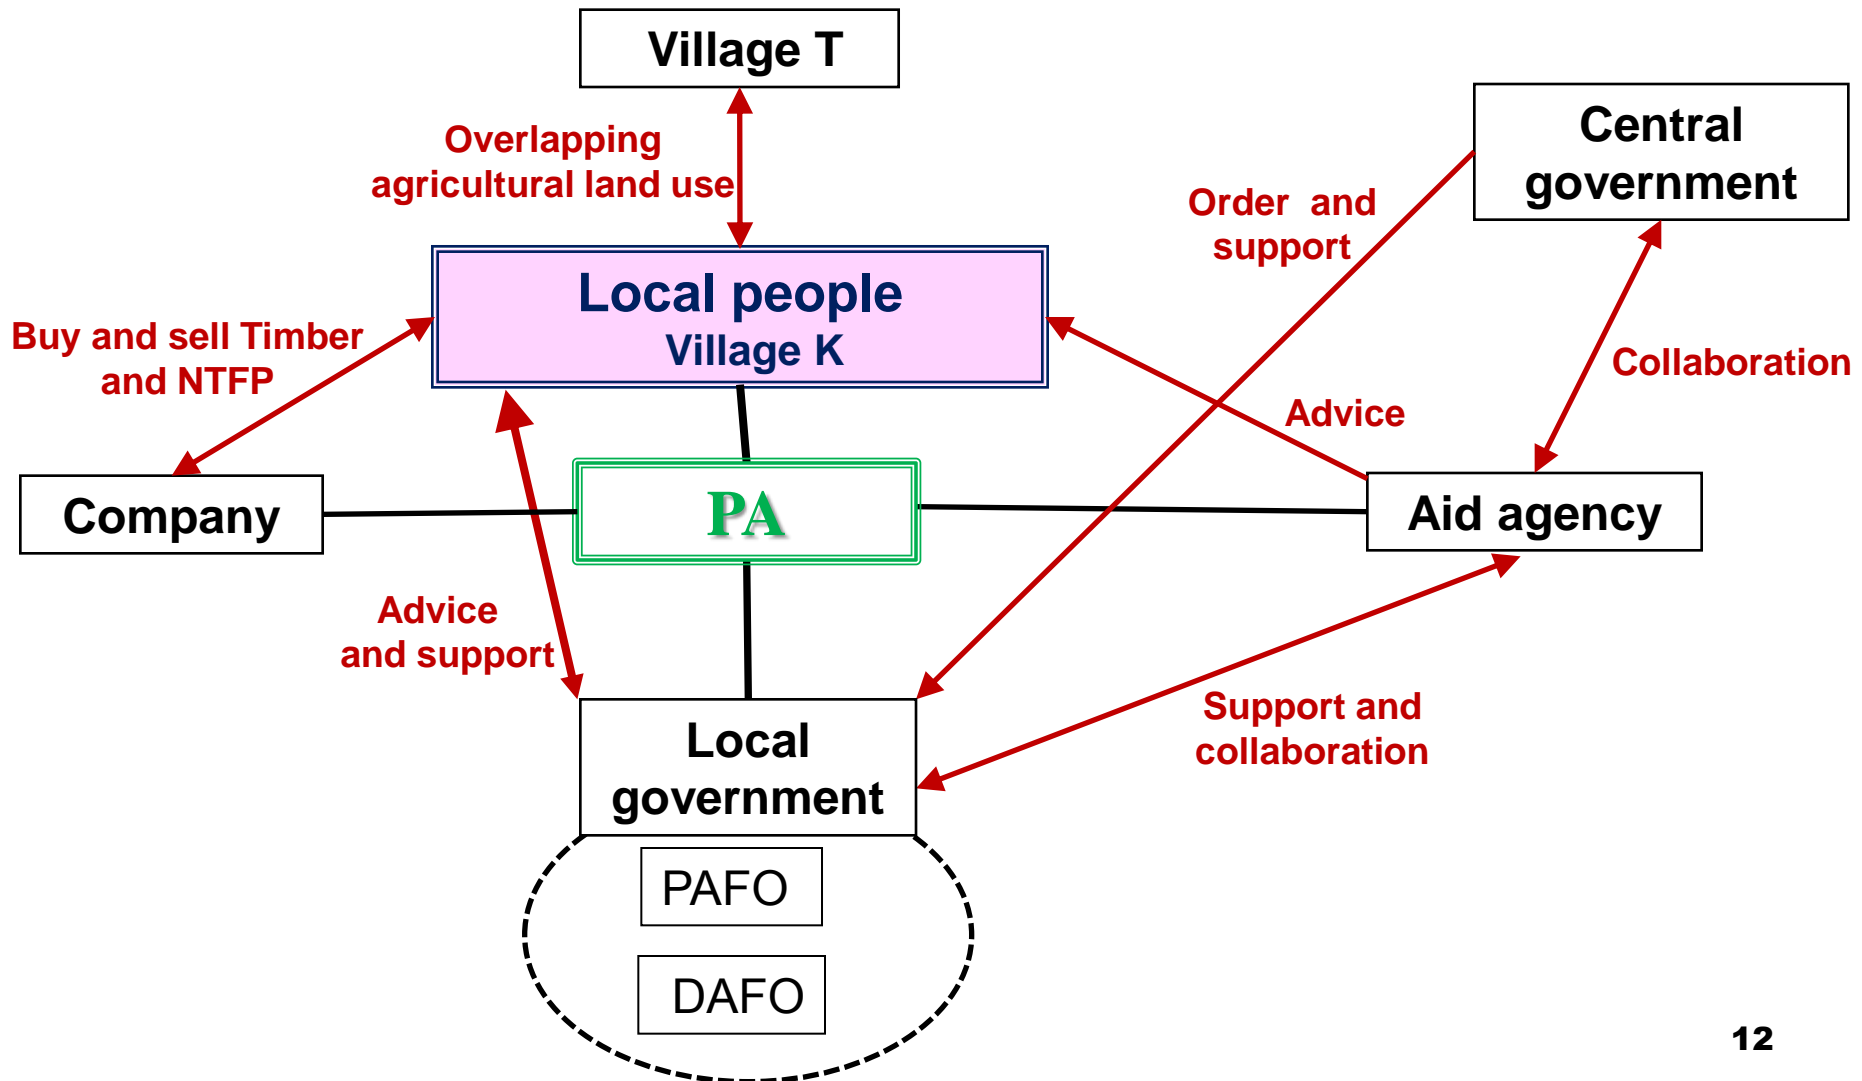 Village T
Overlapping
agricultural land use
Central
government
Order and
support
Local people
Village K
Buy and sell Timber
and NTFP
Collaboration
Advice
Company
PA
Aid agency
Advice
and support
Support and
collaboration
Local
government
PAFO
DAFO
12